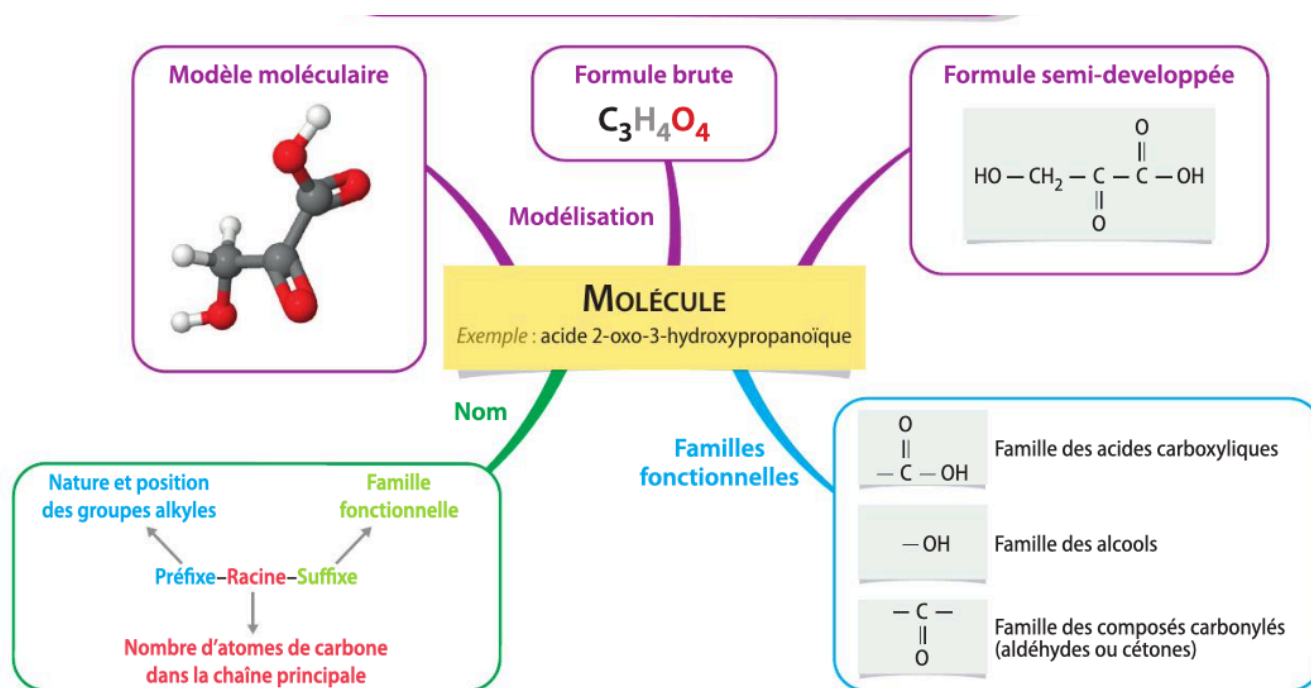 Modèle moléculaire
Formule brute
C₃H₄O₄
Formule semi-developpée
O
||
HO — CH₂ — C — C — OH
||
O
Modélisation
MOLÉCULE
Exemple : acide 2-oxo-3-hydroxypropanoïque
Nom
Familles
fonctionnelles
Nature et position
des groupes alkyles
Famille
fonctionnelle
Préfixe–Racine–Suffixe
Nombre d'atomes de carbone
dans la chaîne principale
O
||
— C — OH
Famille des acides carboxyliques
— OH
Famille des alcools
— C —
||
O
Famille des composés carbonylés
(aldéhydes ou cétones)